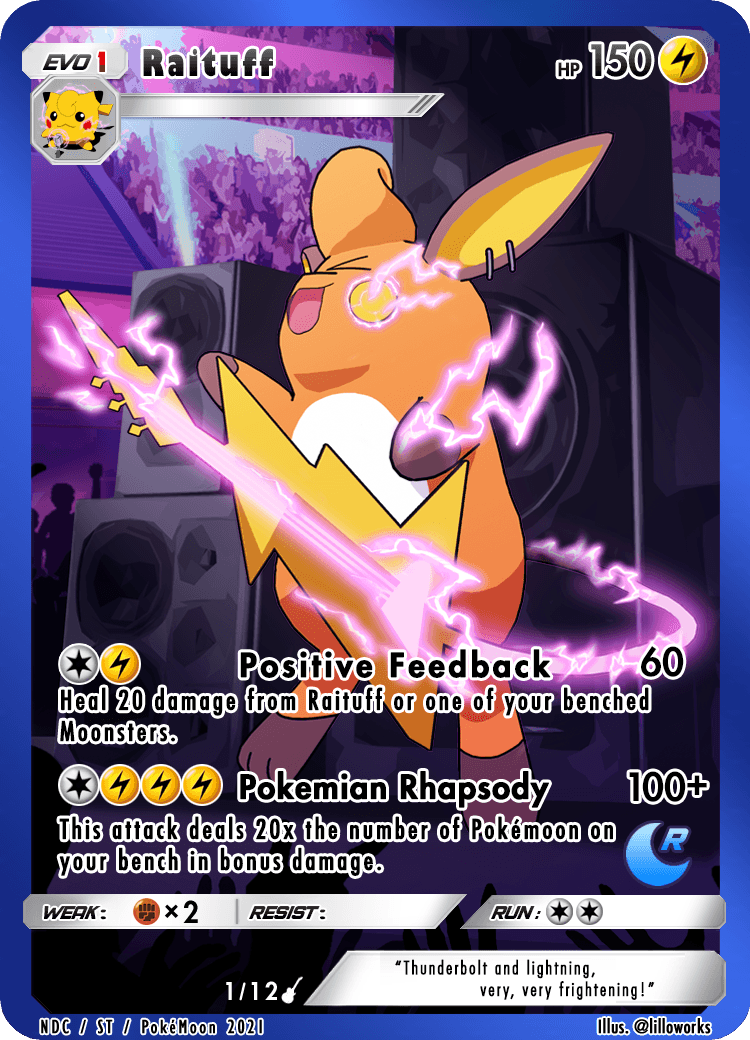 EVO 1 Raituff HP 150
Positive Feedback 60
Heal 20 damage from Raituff or one of your benched
Moonsters.
Pokemian Rhapsody 100+
This attack deals 20x the number of Pokémoon on
your bench in bonus damage.
R
WEAK: ×2 RESIST: RUN:
"Thunderbolt and lightning,
very, very frightening!"
1/12
NDC / ST / PokéMoon 2021 Illus. @lilloworks